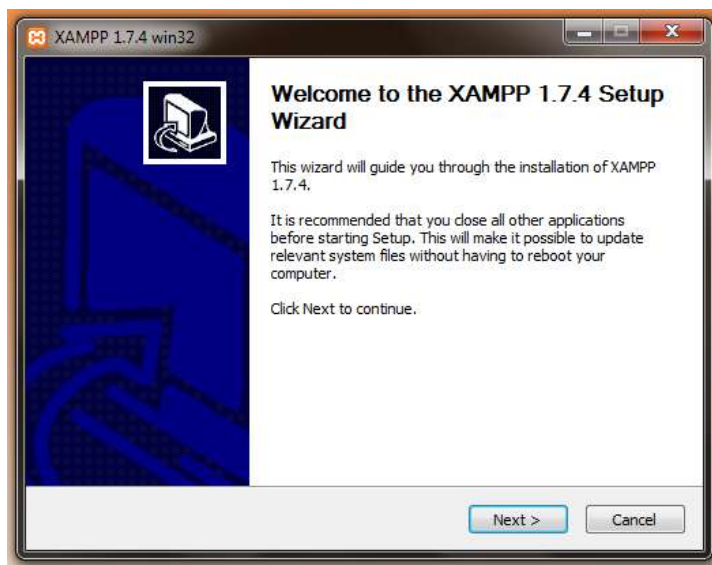 XAMPP 1.7.4 win32
Welcome to the XAMPP 1.7.4 Setup
Wizard
This wizard will guide you through the installation of XAMPP
1.7.4.
It is recommended that you close all other applications
before starting Setup. This will make it possible to update
relevant system files without having to reboot your
computer.
Click Next to continue.
Next >
Cancel